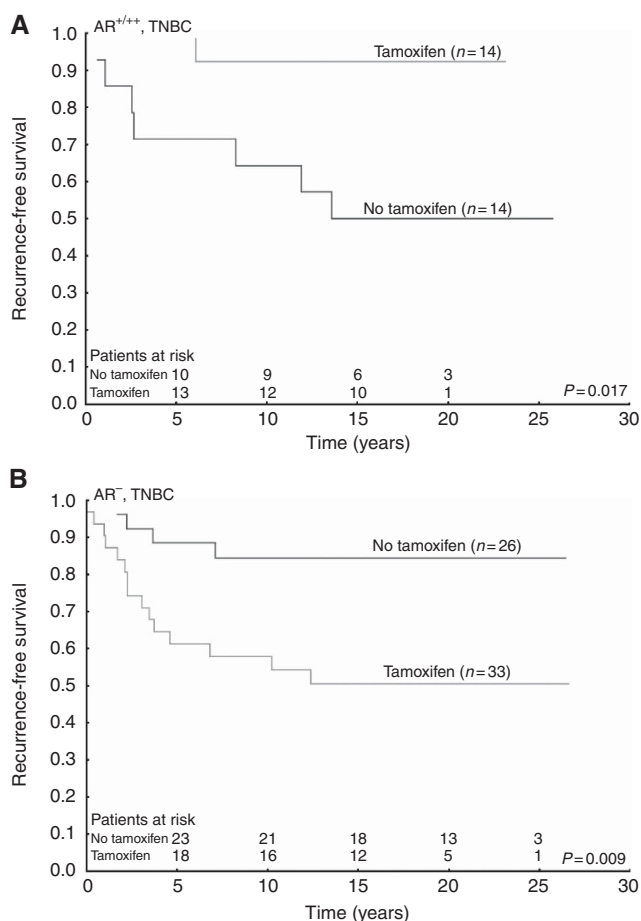 A
AR+/++, TNBC
1.0
0.9
0.8
0.7
0.6
0.5
0.4
0.3
0.2
0.1
0.0
Recurrence-free survival
Tamoxifen (n=14)
No tamoxifen (n=14)
Patients at risk
No tamoxifen 10 9 6 3
Tamoxifen 13 12 10 1
P=0.017
0 5 10 15 20 25 30
Time (years)
B
AR−, TNBC
1.0
0.9
0.8
0.7
0.6
0.5
0.4
0.3
0.2
0.1
0.0
Recurrence-free survival
No tamoxifen (n=26)
Tamoxifen (n=33)
Patients at risk
No tamoxifen 23 21 18 13 3
Tamoxifen 18 16 12 5 1
P=0.009
0 5 10 15 20 25 30
Time (years)